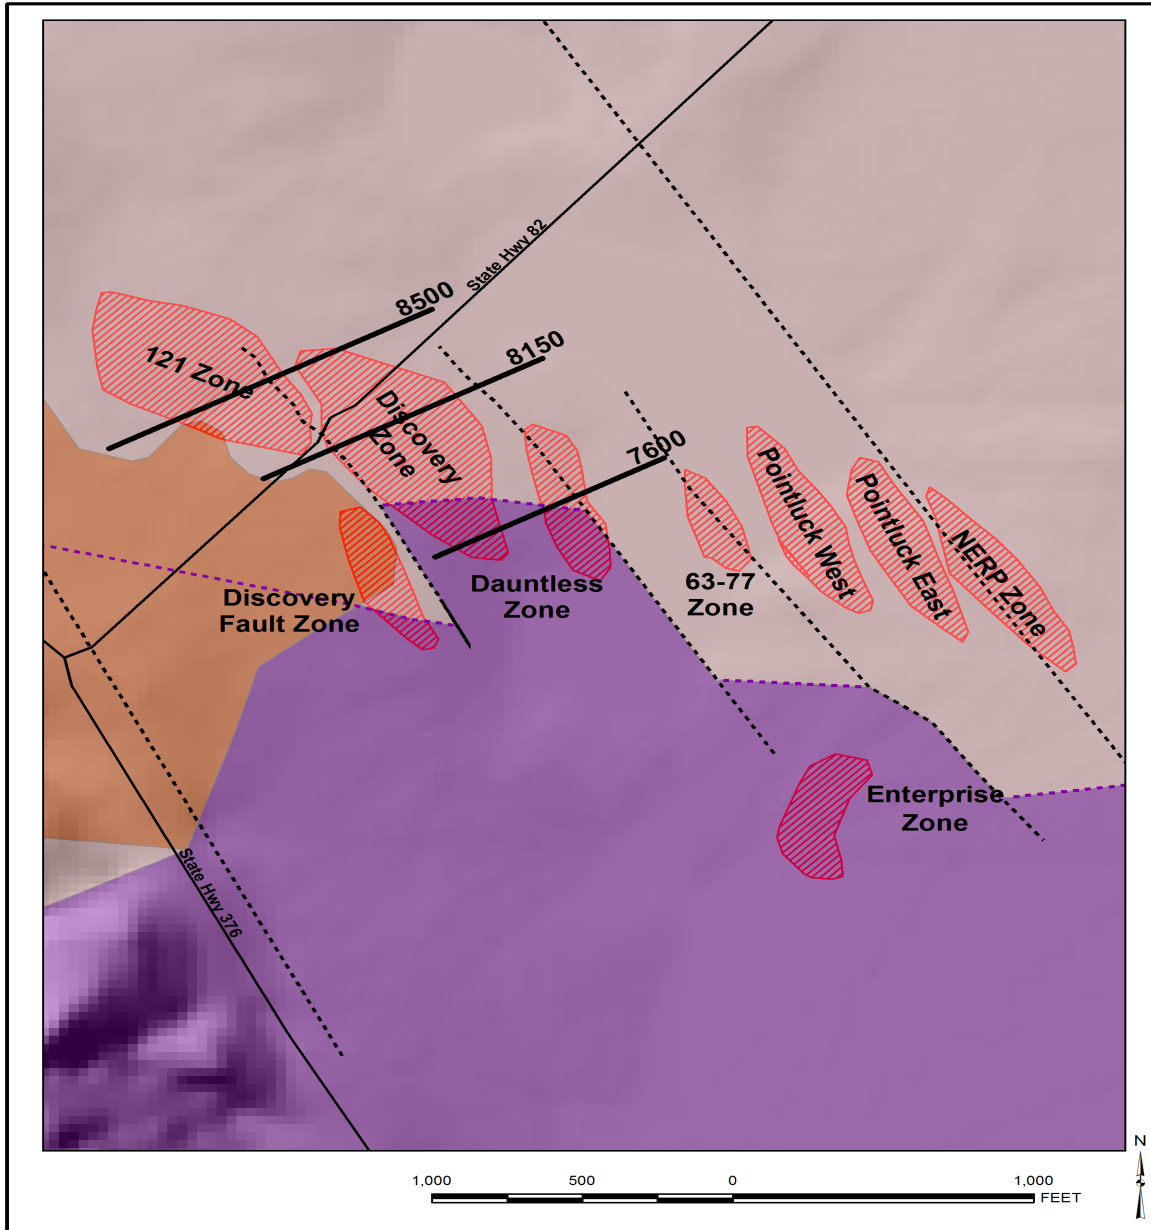 State Hwy 82
8500
8150
121 Zone
Discovery
Zone
7600
Pointluck West
Pointluck East
NERP Zone
Dauntless
Zone
63-77
Zone
Discovery
Fault Zone
Enterprise
Zone
State Hwy 376
N
1,000 500 0 1,000
FEET